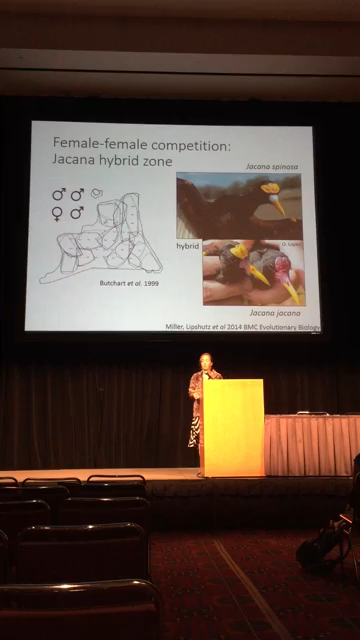 Female-female competition:
Jacana hybrid zone
Jacana spinosa
♂ ♂
♀ ♂
hybrid
Butchart et al. 1999
Jacana jacana
Miller, Lipshutz et al 2014 BMC Evolutionary Biology